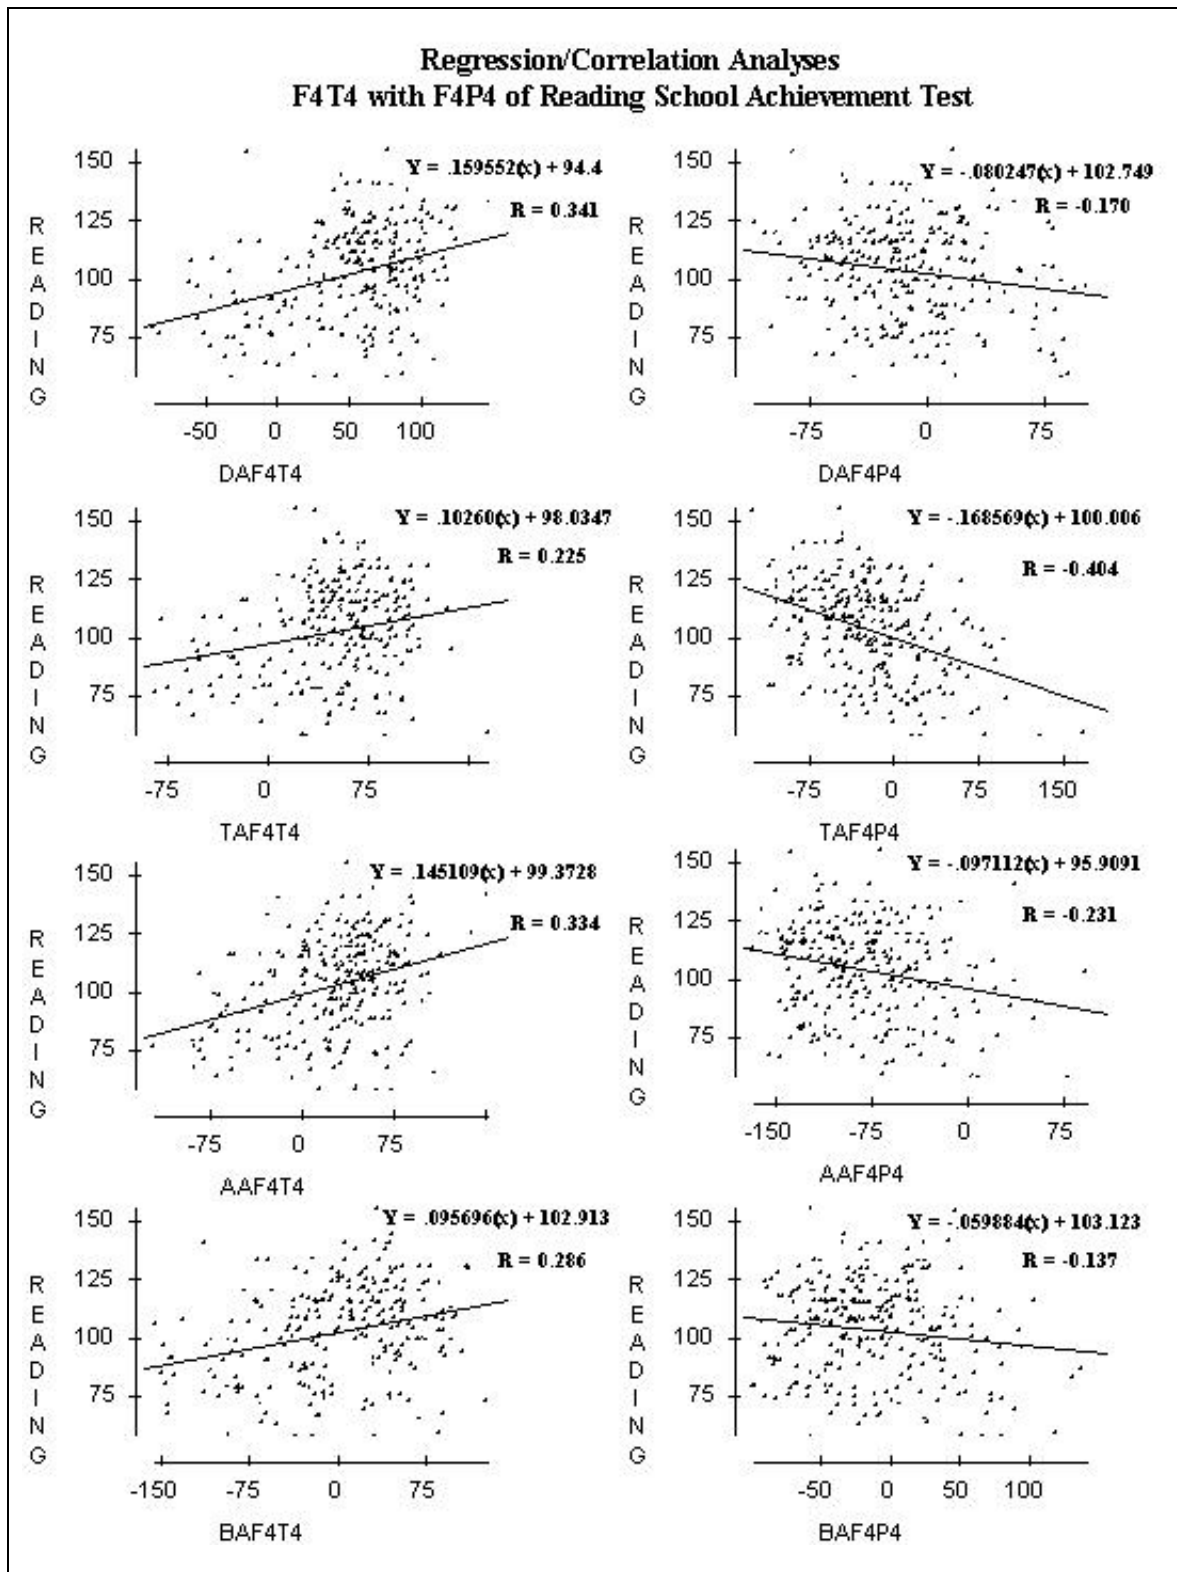 Regression/Correlation Analyses
F4T4 with F4P4 of Reading School Achievement Test
READING
150
125
100
75
Y = .159552(x) + 94.4
R = 0.341
-50 0 50 100
DAF4T4
READING
150
125
100
75
Y = -.080247(x) + 102.749
R = -0.170
-75 0 75
DAF4P4
READING
150
125
100
75
Y = .10260(x) + 98.0347
R = 0.225
-75 0 75
TAF4T4
READING
150
125
100
75
Y = -.168569(x) + 100.006
R = -0.404
-75 0 75 150
TAF4P4
READING
150
125
100
75
Y = .145109(x) + 99.3728
R = 0.334
-75 0 75
AAF4T4
READING
150
125
100
75
Y = -.097112(x) + 95.9091
R = -0.231
-150 -75 0 75
AAF4P4
READING
150
125
100
75
Y = .095696(x) + 102.913
R = 0.286
-150 -75 0 75
BAF4T4
READING
150
125
100
75
Y = -.059884(x) + 103.123
R = -0.137
-50 0 50 100
BAF4P4